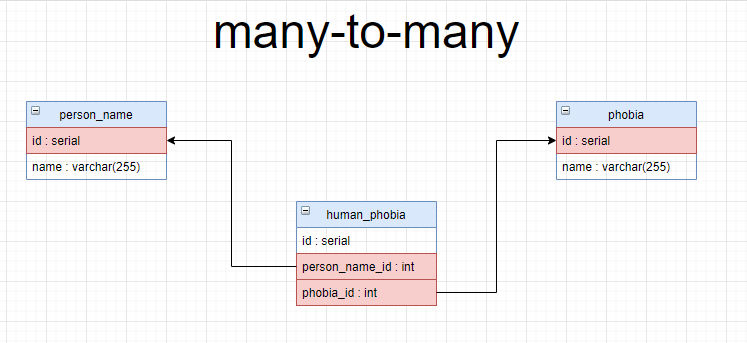 many-to-many
person_name
id : serial
name : varchar(255)
phobia
id : serial
name : varchar(255)
human_phobia
id : serial
person_name_id : int
phobia_id : int